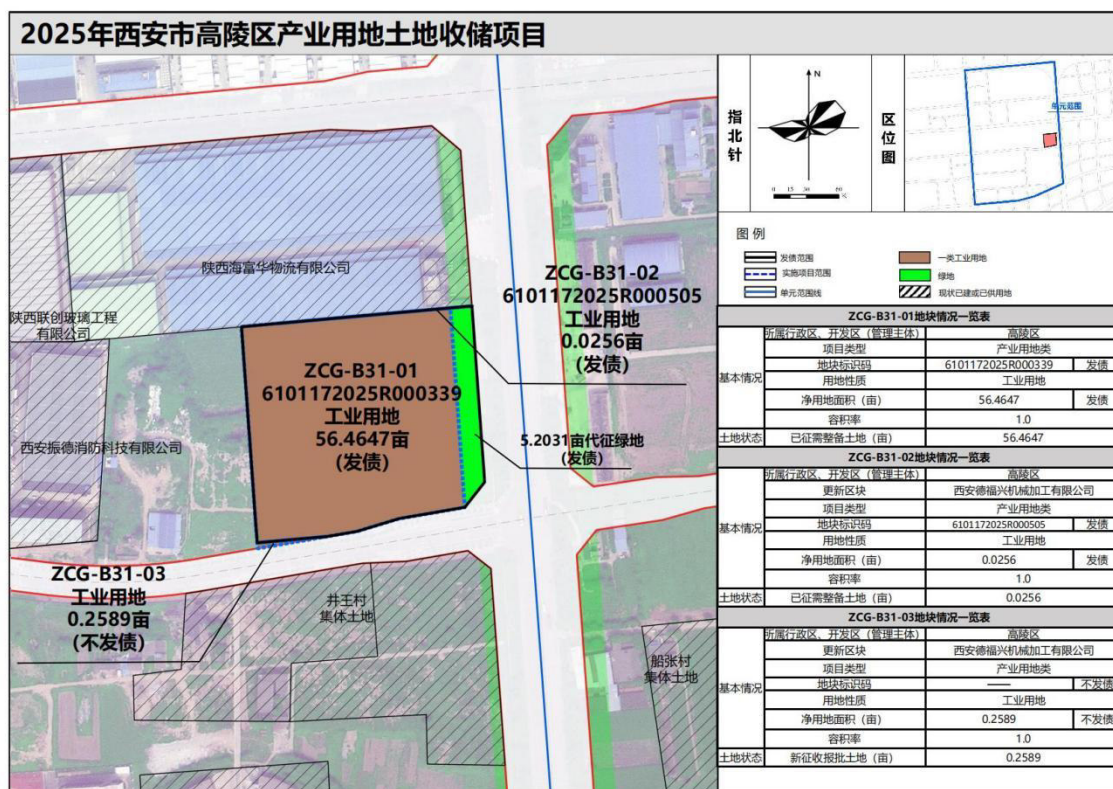 2025年西安市高陵区产业用地土地收储项目
陕西海富华物流有限公司
陕西联创玻璃工程
有限公司
西安振德消防科技有限公司
ZCG-B31-01
6101172025R000339
工业用地
56.4647亩
(发债)
ZCG-B31-02
6101172025R000505
工业用地
0.0256亩
(发债)
5.2031亩代征绿地
(发债)
ZCG-B31-03
工业用地
0.2589亩
(不发债)
井王村
集体土地
船张村
集体土地
指北针
N
0 15 30 60
区位图
单元范围
图 例
发债范围
一类工业用地
实施项目范围
绿地
单元范围线
现状已建或已供用地
ZCG-B31-01地块情况一览表
基本情况
所属行政区、开发区（管理主体） 高陵区
项目类型 产业用地类
地块标识码 6101172025R000339 发债
用地性质 工业用地
净用地面积（亩） 56.4647 发债
容积率 1.0
土地状态 已征需整备土地（亩） 56.4647
ZCG-B31-02地块情况一览表
基本情况
所属行政区、开发区（管理主体） 高陵区
更新区块 西安德福兴机械加工有限公司
项目类型 产业用地类
地块标识码 6101172025R000505 发债
用地性质 工业用地
净用地面积（亩） 0.0256 发债
容积率 1.0
土地状态 已征需整备土地（亩） 0.0256
ZCG-B31-03地块情况一览表
基本情况
所属行政区、开发区（管理主体） 高陵区
更新区块 西安德福兴机械加工有限公司
项目类型 产业用地类
地块标识码 —— 不发债
用地性质 工业用地
净用地面积（亩） 0.2589 不发债
容积率 1.0
土地状态 新征收报批土地（亩） 0.2589